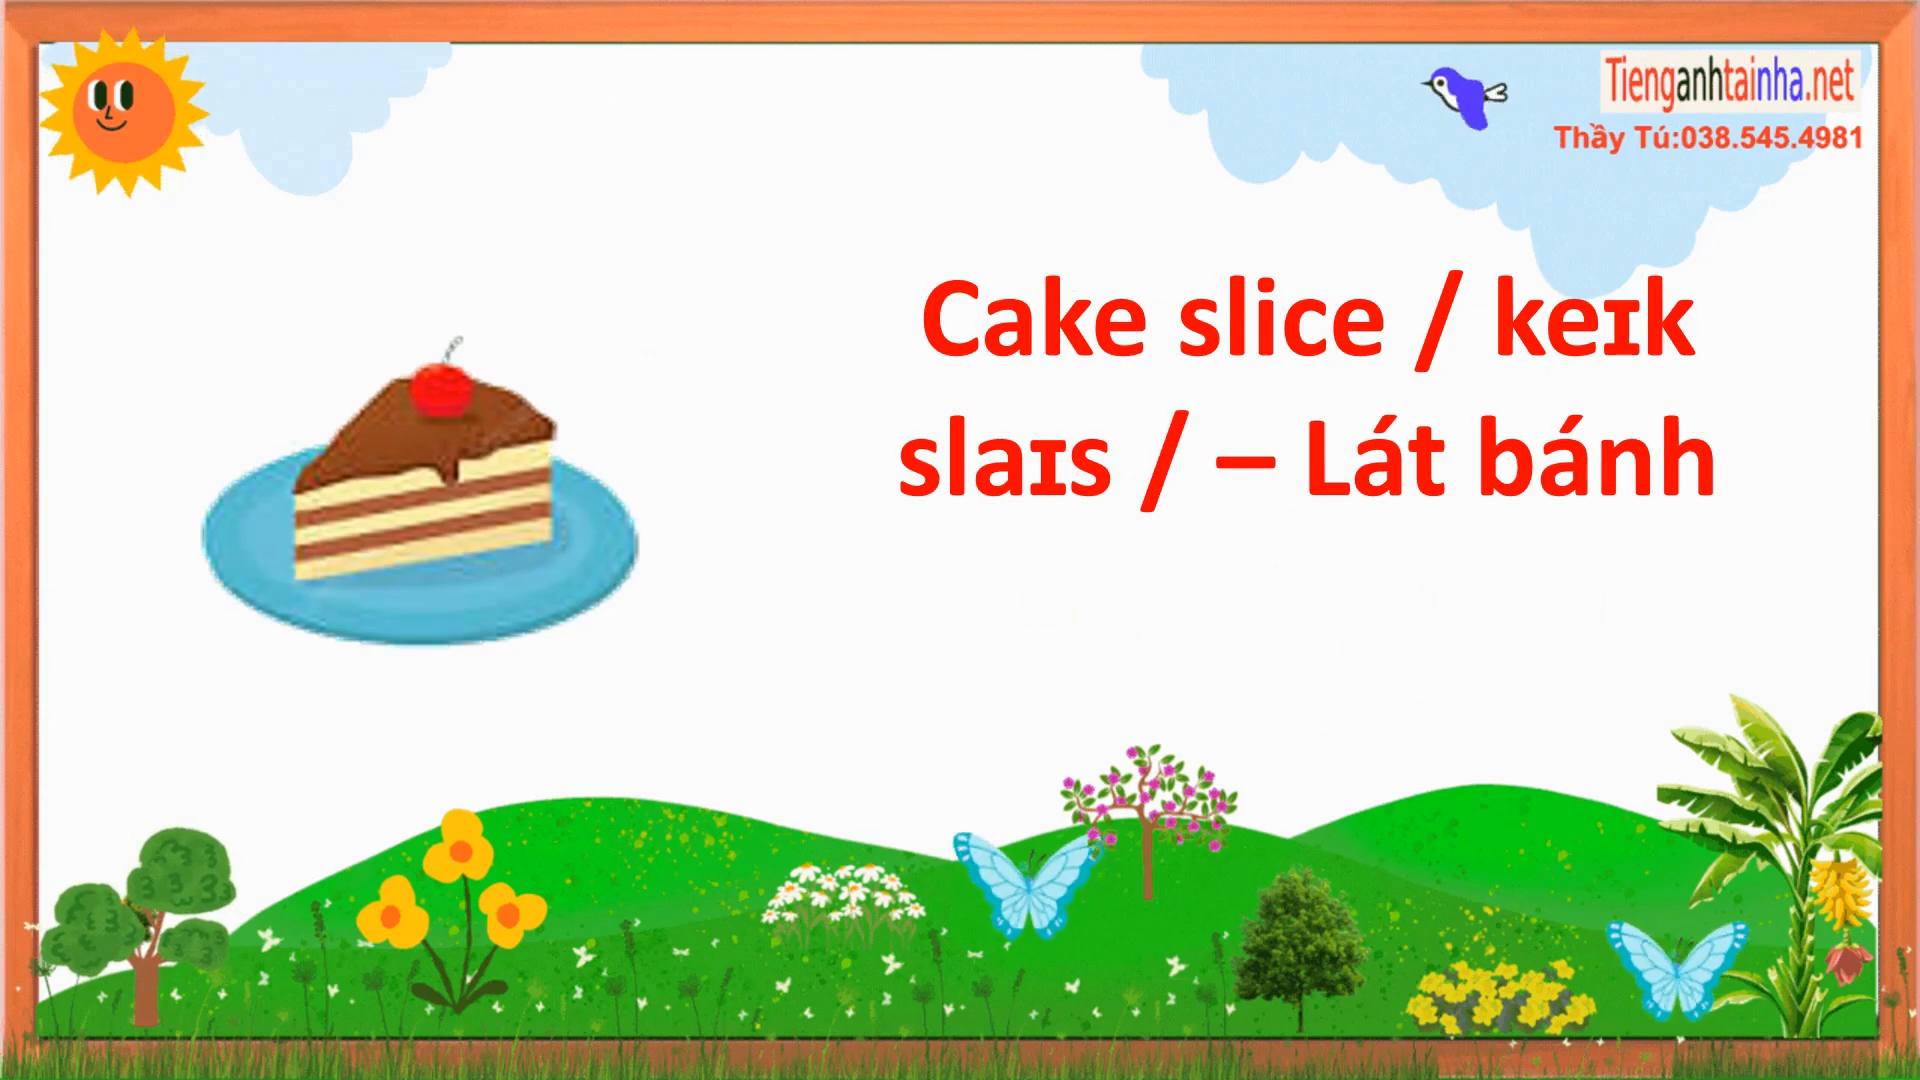 Tienganhtainha.net
Thầy Tú:038.545.4981
Cake slice / keɪk
slaɪs / – Lát bánh